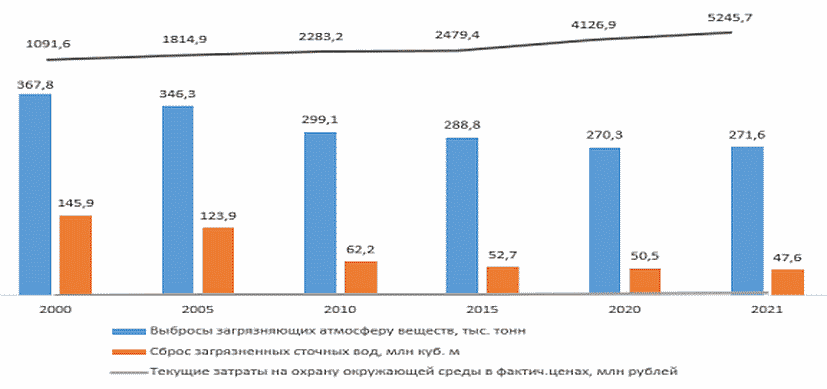 1091,6 1814,9 2283,2 2479,4 4126,9 5245,7
367,8 346,3 299,1 288,8 270,3 271,6
145,9 123,9 62,2 52,7 50,5 47,6
2000 2005 2010 2015 2020 2021
Выбросы загрязняющих атмосферу веществ, тыс. тонн
Сброс загрязненных сточных вод, млн куб. м
Текущие затраты на охрану окружающей среды в фактич.ценах, млн рублей